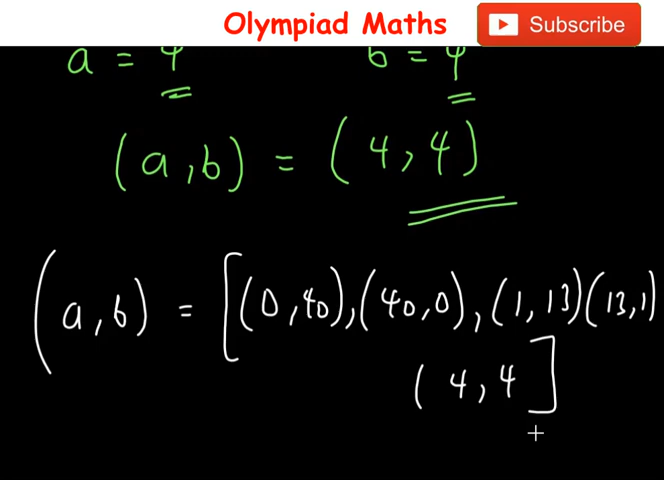 Olympiad Maths Subscribe
a = 4 b = 4
(a,b) = (4,4)
(a,b) = [(0,40),(40,0),(1,13)(13,1)
(4,4]